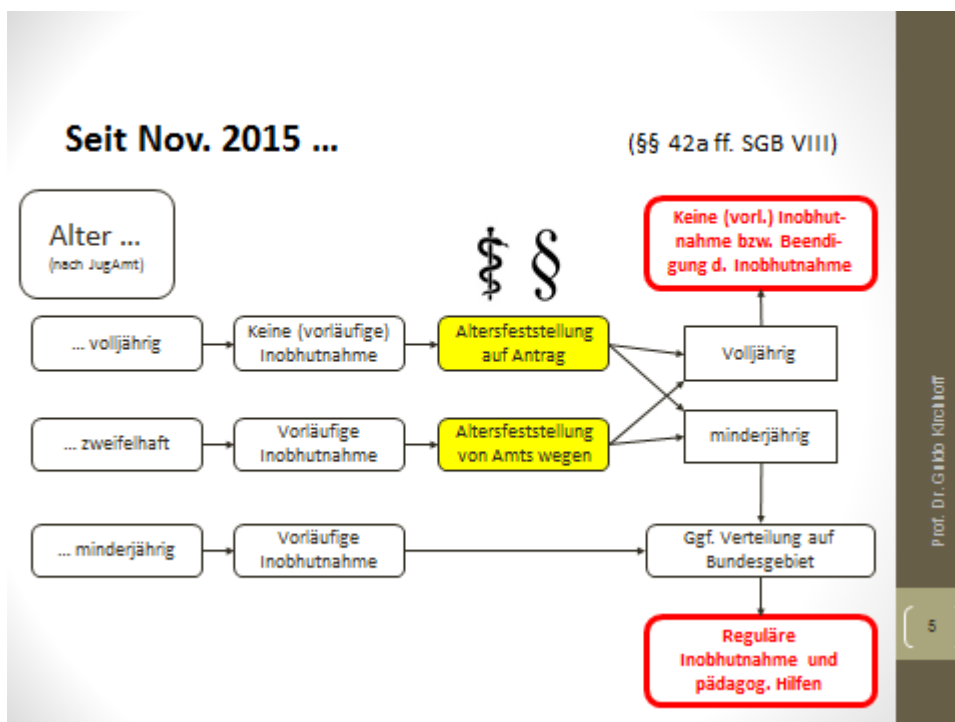 Seit Nov. 2015 ...
(§§ 42a ff. SGB VIII)
Alter ...
(nach JugAmt)
§
Keine (vorl.) Inobhut-
nahme bzw. Beendi-
gung d. Inobhutnahme
... volljährig
Keine (vorläufige)
Inobhutnahme
Altersfeststellung
auf Antrag
Volljährig
... zweifelhaft
Vorläufige
Inobhutnahme
Altersfeststellung
von Amts wegen
minderjährig
... minderjährig
Vorläufige
Inobhutnahme
Ggf. Verteilung auf
Bundesgebiet
Reguläre
Inobhutnahme und
pädagog. Hilfen
Prof. Dr. Guido Kirchhoff
5